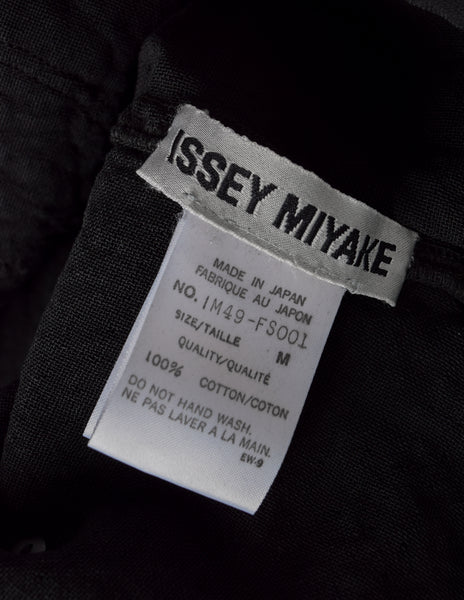 ISSEY MIYAKE
MADE IN JAPAN
FABRIQUE AU JAPON
NO. IM49-FS001
SIZE/TAILLE M
QUALITY/QUALITÉ
100% COTTON/COTON
DO NOT HAND WASH.
NE PAS LAVER A LA MAIN.
EW-9